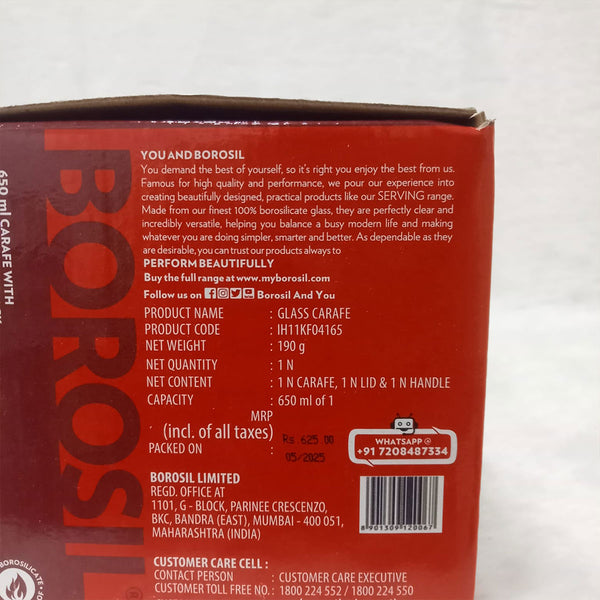 YOU AND BOROSIL
You demand the best of yourself, so it's right you enjoy the best from us.
Famous for high quality and performance, we pour our experience into
creating beautifully designed, practical products like our SERVING range.
Made from our finest 100% borosilicate glass, they are perfectly clear and
incredibly versatile, helping you balance a busy modern life and making
whatever you are doing simpler, smarter and better. As dependable as they
are desirable, you can trust our products always to
PERFORM BEAUTIFULLY
Buy the full range at www.myborosil.com
Follow us on Borosil And You
PRODUCT NAME : GLASS CARAFE
PRODUCT CODE : IH11KF04165
NET WEIGHT : 190 g
NET QUANTITY : 1 N
NET CONTENT : 1 N CARAFE, 1 N LID & 1 N HANDLE
CAPACITY : 650 ml of 1
MRP
(incl. of all taxes) : Rs 625.00
PACKED ON : 05/2025
WHATSAPP @
+91 7208487334
BOROSIL LIMITED
REGD. OFFICE AT
1101, G - BLOCK, PARINEE CRESCENZO,
BKC, BANDRA (EAST), MUMBAI - 400 051,
MAHARASHTRA (INDIA)
8 901309 120067
CUSTOMER CARE CELL :
CONTACT PERSON : CUSTOMER CARE EXECUTIVE
CUSTOMER TOLL FREE NO. : 1800 224 552 / 1800 224 550
BOROSIL®
650 ml CARAFE WITH
BOROSILICATE